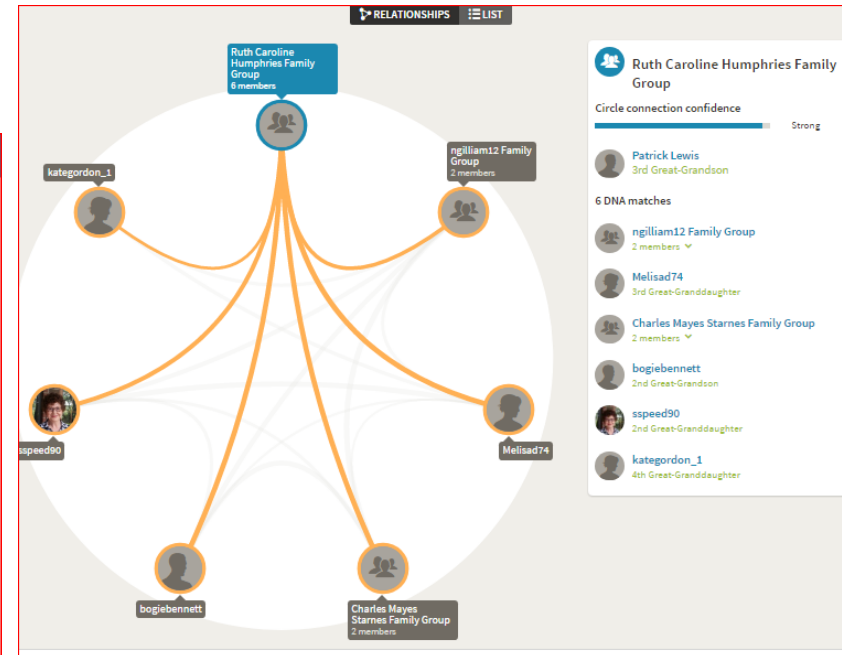 RELATIONSHIPS LIST
Ruth Caroline
Humphries Family
Group
6 members
ngilliam12 Family
Group
2 members
kategordon_1
sspeed90
Melisad74
bogiebennett
Charles Mayes
Starnes Family Group
2 members
Ruth Caroline Humphries Family
Group
Circle connection confidence
Strong
Patrick Lewis
3rd Great-Grandson
6 DNA matches
ngilliam12 Family Group
2 members
Melisad74
3rd Great-Granddaughter
Charles Mayes Starnes Family Group
2 members
bogiebennett
2nd Great-Grandson
sspeed90
2nd Great-Granddaughter
kategordon_1
4th Great-Granddaughter